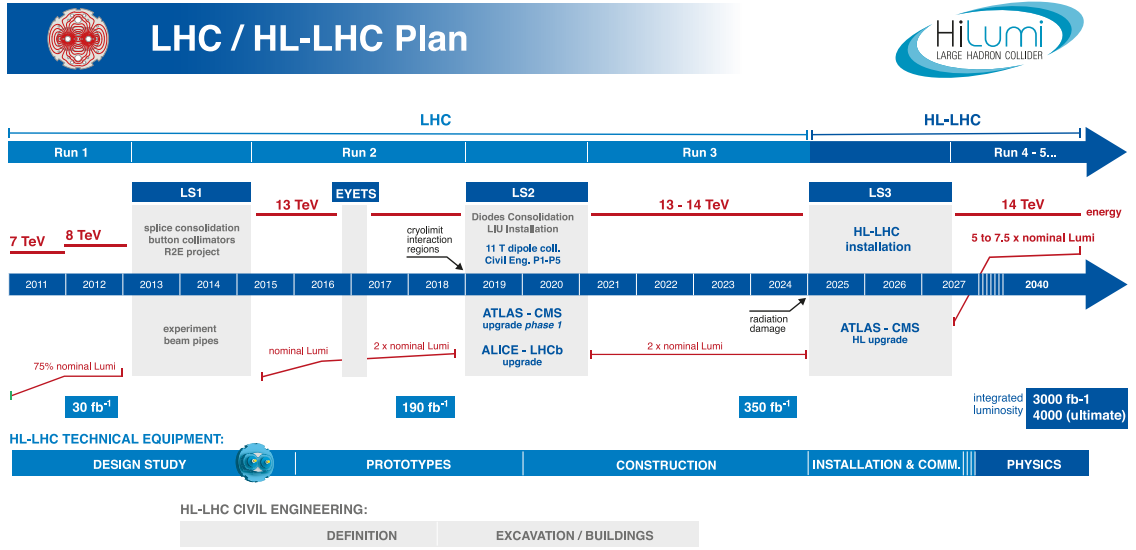 LHC / HL-LHC Plan
HiLumi
LARGE HADRON COLLIDER
LHC
HL-LHC
Run 1
Run 2
Run 3
Run 4 - 5...
LS1
EYETS
LS2
LS3
splice consolidation
button collimators
R2E project
Diodes Consolidation
LIU Installation
11 T dipole coll.
Civil Eng. P1-P5
HL-LHC
installation
7 TeV
8 TeV
13 TeV
13 - 14 TeV
14 TeV
energy
cryolimit
interaction
regions
5 to 7.5 x nominal Lumi
2011
2012
2013
2014
2015
2016
2017
2018
2019
2020
2021
2022
2023
2024
2025
2026
2027
2040
experiment
beam pipes
ATLAS - CMS
upgrade phase 1
ALICE - LHCb
upgrade
radiation
damage
ATLAS - CMS
HL upgrade
75% nominal Lumi
nominal Lumi
2 x nominal Lumi
2 x nominal Lumi
30 fb-1
190 fb-1
350 fb-1
integrated
luminosity
3000 fb-1
4000 (ultimate)
HL-LHC TECHNICAL EQUIPMENT:
DESIGN STUDY
PROTOTYPES
CONSTRUCTION
INSTALLATION & COMM.
PHYSICS
HL-LHC CIVIL ENGINEERING:
DEFINITION
EXCAVATION / BUILDINGS